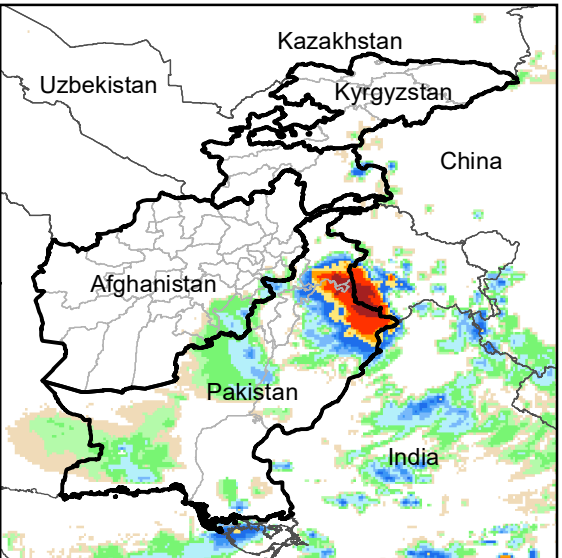 Kazakhstan
Uzbekistan
Kyrgyzstan
China
Afghanistan
Pakistan
India